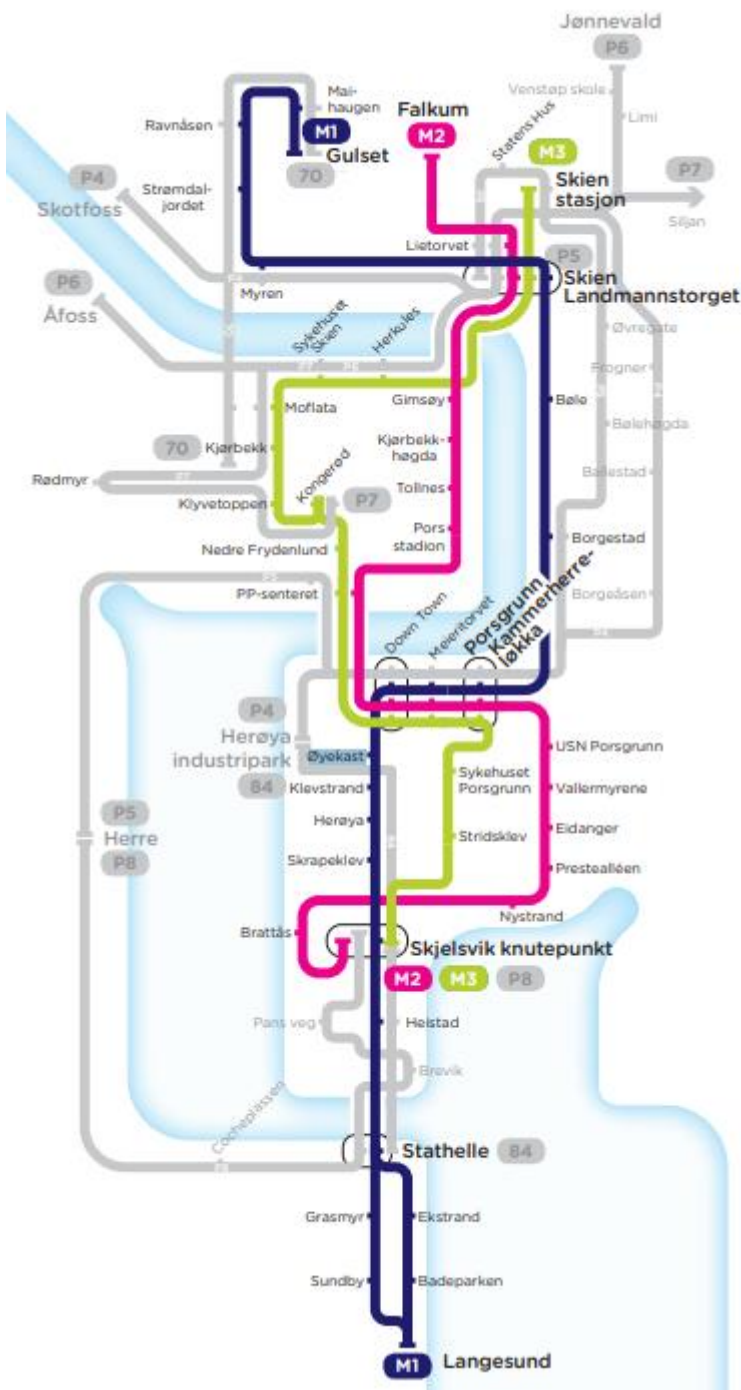 Jønnevald
P6
Mai-
haugen
Falkum
Venstøp skole
Ravnåsen
M1
M2
Statens Hus
Limi
Gulset
M3
70
P4
Strømdal-
jordet
Skien
stasjon
P7
Skotfoss
Siljan
Lietorvet
P5
P6
Skien
Landmannstorget
Myren
Åfoss
Sykehuset
Skien
Herkules
Øvregate
Frogner
Moflata
Gimsøy
Bøle
Bølehøgda
70
Kjørbekk
Kjørbekk-
høgda
Ballestad
Rødmyr
Kongerød
Tollnes
Klyvetoppen
P7
Pors
stadion
Borgestad
Nedre Frydenlund
PP-senteret
Borgeåsen
Down Town
Meieritorvet
Porsgrunn
Kammerherre-
løkka
P4
Herøya
industripark
84
Øyekast
USN Porsgrunn
Klevstrand
Sykehuset
Porsgrunn
Vallermyrene
P5
Herre
P8
Herøya
Stridsklev
Eidanger
Skrapeklev
Prestealléen
Nystrand
Brattås
Skjelsvik knutepunkt
M2
M3
P8
Pans veg
Heistad
Brevik
Cocheplassen
Stathelle
84
Grasmyr
Ekstrand
Sundby
Badeparken
M1
Langesund